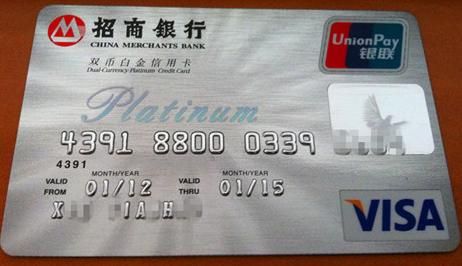 招商銀行
CHINA MERCHANTS BANK
双币白金信用卡
Dual-Currency Platinum Credit Card
UnionPay
银联
Platinum
4391 8800 0339
4391
MONTH/YEAR MONTH/YEAR
VALID FROM 01/12 VALID THRU 01/15
VISA